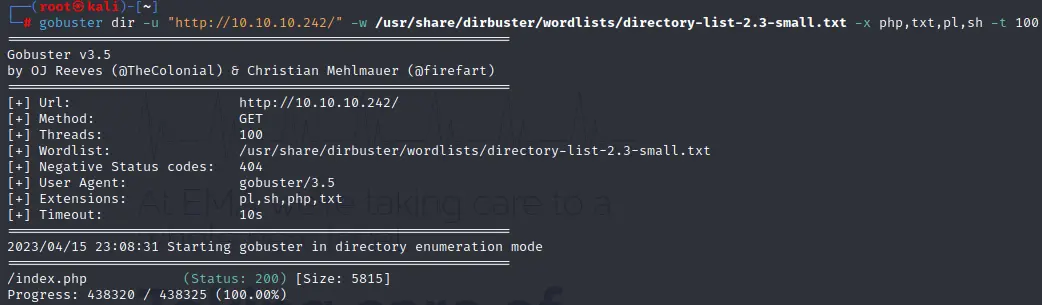 ┌──(root㉿kali)-[~]
└─# gobuster dir -u "http://10.10.10.242/" -w /usr/share/dirbuster/wordlists/directory-list-2.3-small.txt -x php,txt,pl,sh -t 100
===============================================================
Gobuster v3.5
by OJ Reeves (@TheColonial) & Christian Mehlmauer (@firefart)
===============================================================
[+] Url:                     http://10.10.10.242/
[+] Method:                  GET
[+] Threads:                 100
[+] Wordlist:                /usr/share/dirbuster/wordlists/directory-list-2.3-small.txt
[+] Negative Status codes:   404
[+] User Agent:              gobuster/3.5
[+] Extensions:              pl,sh,php,txt
[+] Timeout:                 10s
===============================================================
2023/04/15 23:08:31 Starting gobuster in directory enumeration mode
===============================================================
/index.php            (Status: 200) [Size: 5815]
Progress: 438320 / 438325 (100.00%)
taking care to a